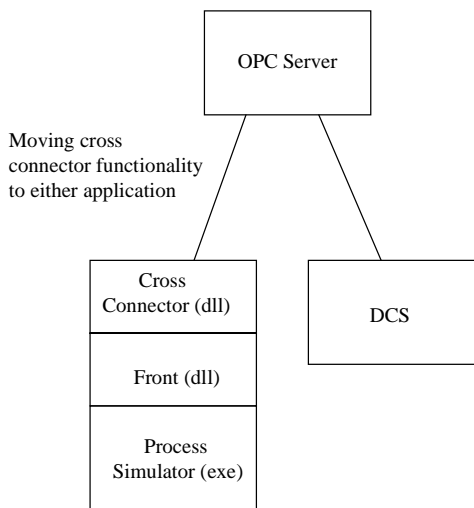 OPC Server
Moving cross
connector functionality
to either application
Cross
Connector (dll)
DCS
Front (dll)
Process
Simulator (exe)